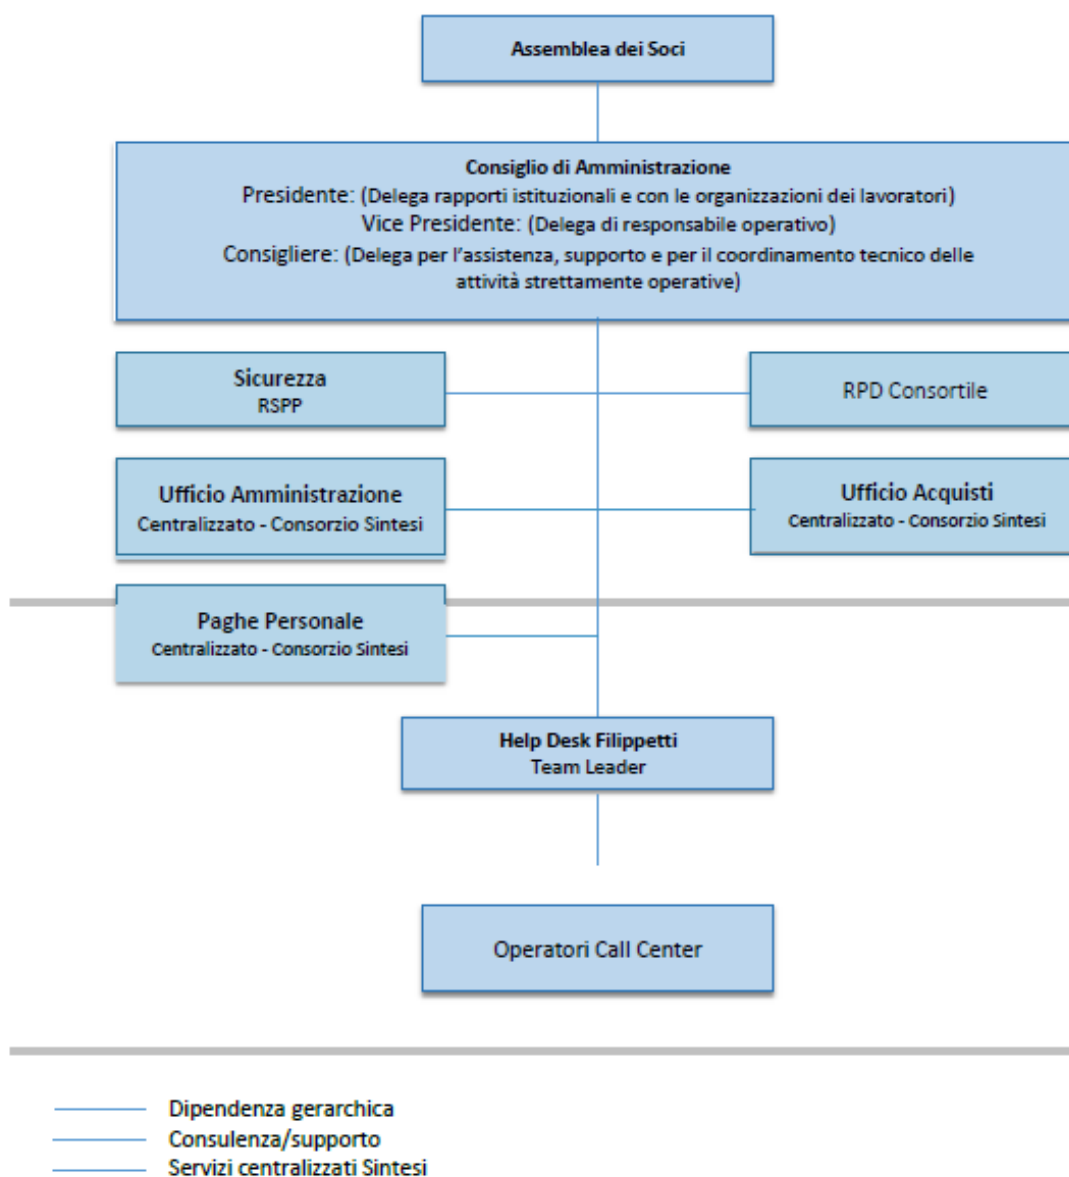 Assemblea dei Soci
Consiglio di Amministrazione
Presidente: (Delega rapporti istituzionali e con le organizzazioni dei lavoratori)
Vice Presidente: (Delega di responsabile operativo)
Consigliere: (Delega per l'assistenza, supporto e per il coordinamento tecnico delle
attività strettamente operative)
Sicurezza
RSPP
RPD Consortile
Ufficio Amministrazione
Centralizzato - Consorzio Sintesi
Ufficio Acquisti
Centralizzato - Consorzio Sintesi
Paghe Personale
Centralizzato - Consorzio Sintesi
Help Desk Filippetti
Team Leader
Operatori Call Center
Dipendenza gerarchica
Consulenza/supporto
Servizi centralizzati Sintesi